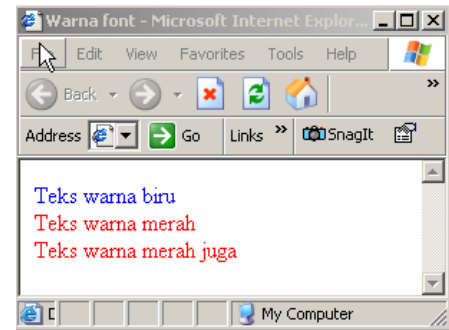 Warna font - Microsoft Internet Explor...
Edit View Favorites Tools Help
Back
Address Go Links » SnagIt
Teks warna biru
Teks warna merah
Teks warna merah juga
My Computer